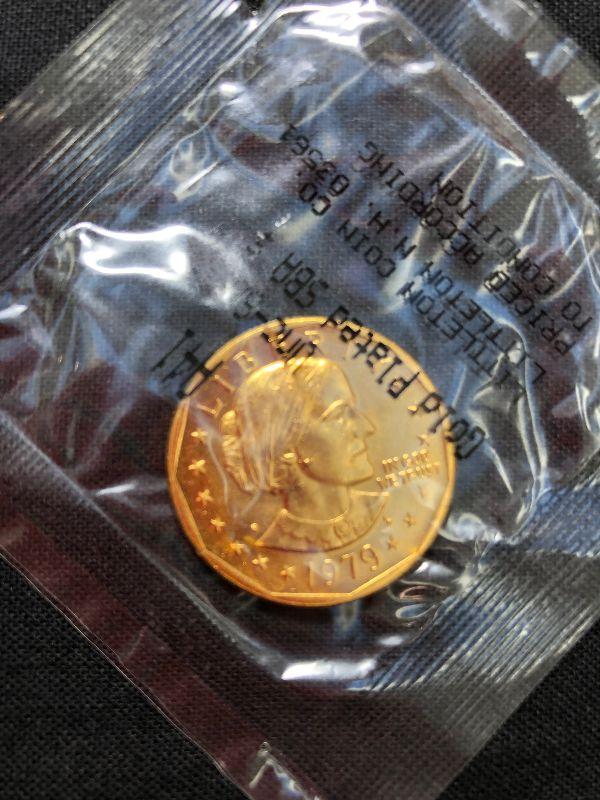 LITTLETON COIN CO.
LITTLETON N.H. 03561
PRICED ACCORDING
TO CONDITION
Gold Plated SBA
LIBERTY
IN GOD
WE TRUST
1979